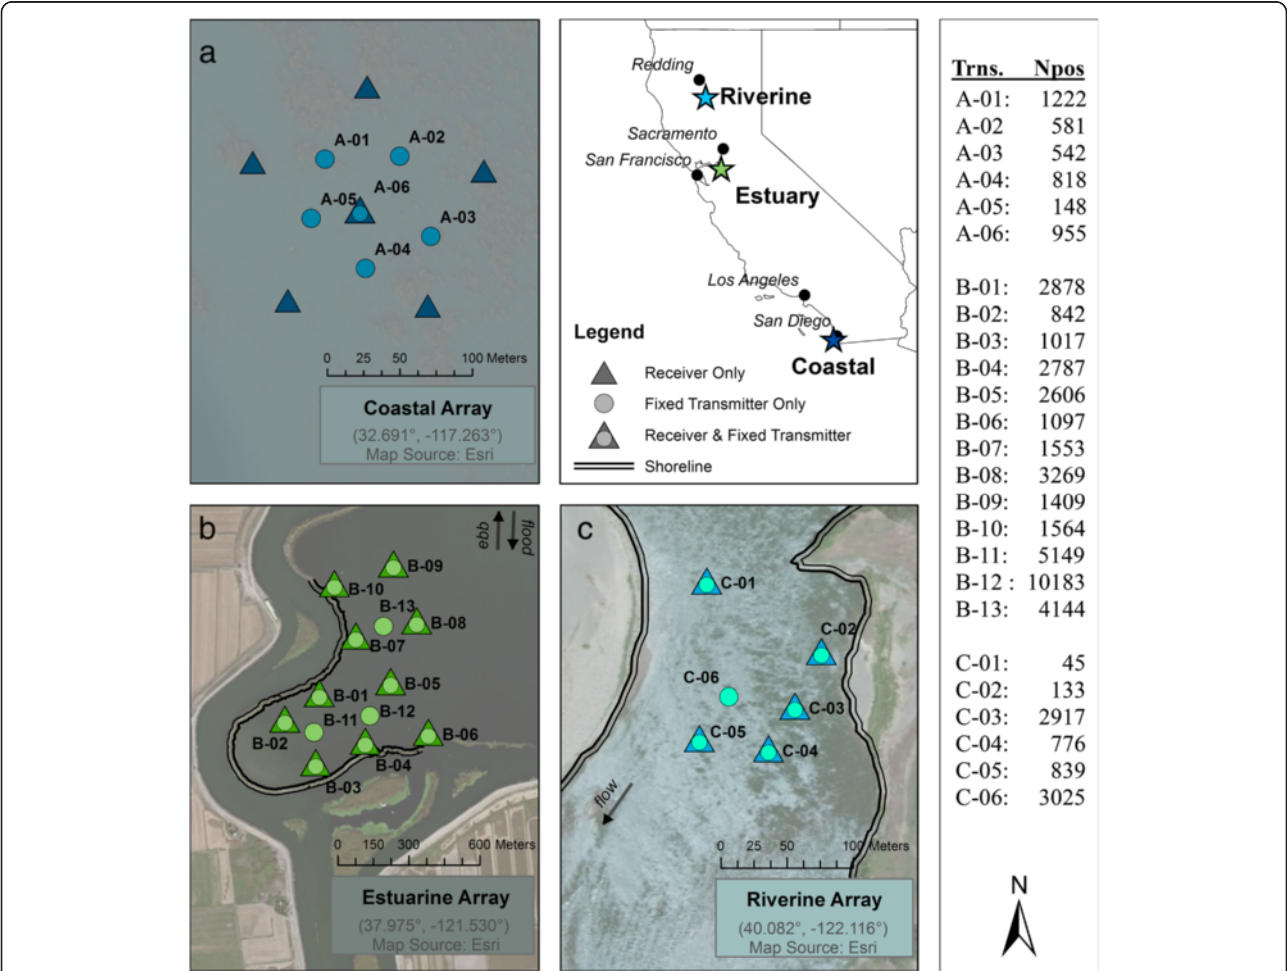 a
A-01
A-02
A-06
A-05
A-03
A-04
0 25 50 100 Meters
Coastal Array
(32.691°, -117.263°)
Map Source: Esri
Redding
Riverine
Sacramento
San Francisco
Estuary
Los Angeles
San Diego
Coastal
Legend
Receiver Only
Fixed Transmitter Only
Receiver & Fixed Transmitter
Shoreline
b
ebb
flood
B-09
B-10
B-13
B-08
B-07
B-05
B-01
B-12
B-11
B-02
B-06
B-04
B-03
0 150 300 600 Meters
Estuarine Array
(37.975°, -121.530°)
Map Source: Esri
c
C-01
C-02
C-06
C-03
C-05
C-04
flow
0 25 50 100 Meters
Riverine Array
(40.082°, -122.116°)
Map Source: Esri
Trns. Npos
A-01: 1222
A-02 581
A-03 542
A-04: 818
A-05: 148
A-06: 955
B-01: 2878
B-02: 842
B-03: 1017
B-04: 2787
B-05: 2606
B-06: 1097
B-07: 1553
B-08: 3269
B-09: 1409
B-10: 1564
B-11: 5149
B-12 : 10183
B-13: 4144
C-01: 45
C-02: 133
C-03: 2917
C-04: 776
C-05: 839
C-06: 3025
N